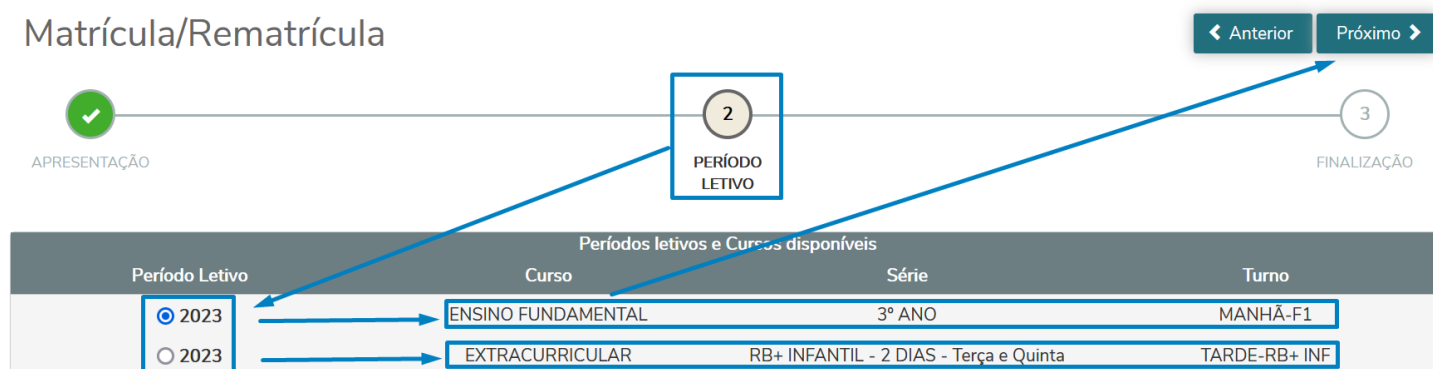 Matrícula/Rematrícula
Anterior
Próximo
2
3
APRESENTAÇÃO
PERÍODO
LETIVO
FINALIZAÇÃO
Períodos letivos e Cursos disponíveis
Período Letivo Curso Série Turno
2023 ENSINO FUNDAMENTAL 3º ANO MANHÃ-F1
2023 EXTRACURRICULAR RB+ INFANTIL - 2 DIAS - Terça e Quinta TARDE-RB+ INF